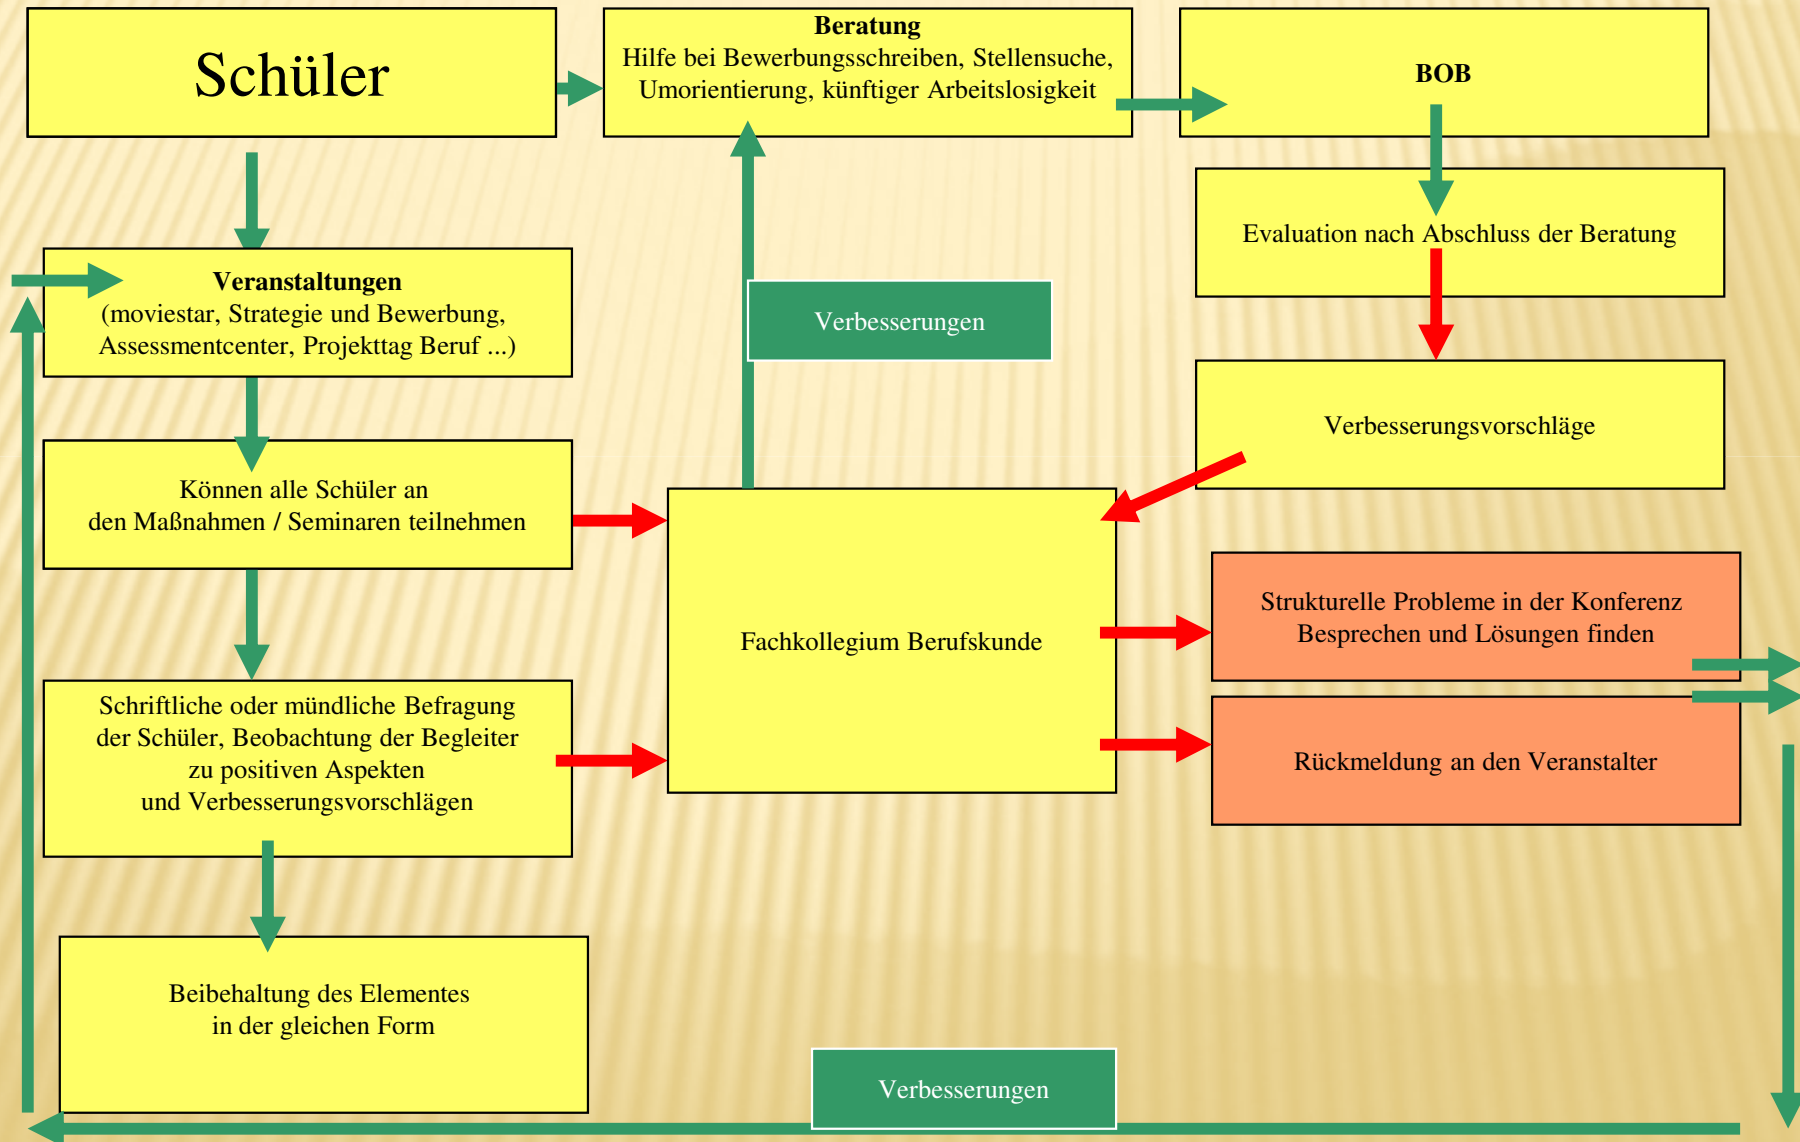 Schüler
Beratung
Hilfe bei Bewerbungsschreiben, Stellensuche,
Umorientierung, künftiger Arbeitslosigkeit
BOB
Evaluation nach Abschluss der Beratung
Veranstaltungen
(moviestar, Strategie und Bewerbung,
Assessmentcenter, Projekttag Beruf ...)
Verbesserungen
Verbesserungsvorschläge
Können alle Schüler an
den Maßnahmen / Seminaren teilnehmen
Fachkollegium Berufskunde
Strukturelle Probleme in der Konferenz
Besprechen und Lösungen finden
Schriftliche oder mündliche Befragung
der Schüler, Beobachtung der Begleiter
zu positiven Aspekten
und Verbesserungsvorschlägen
Rückmeldung an den Veranstalter
Beibehaltung des Elementes
in der gleichen Form
Verbesserungen